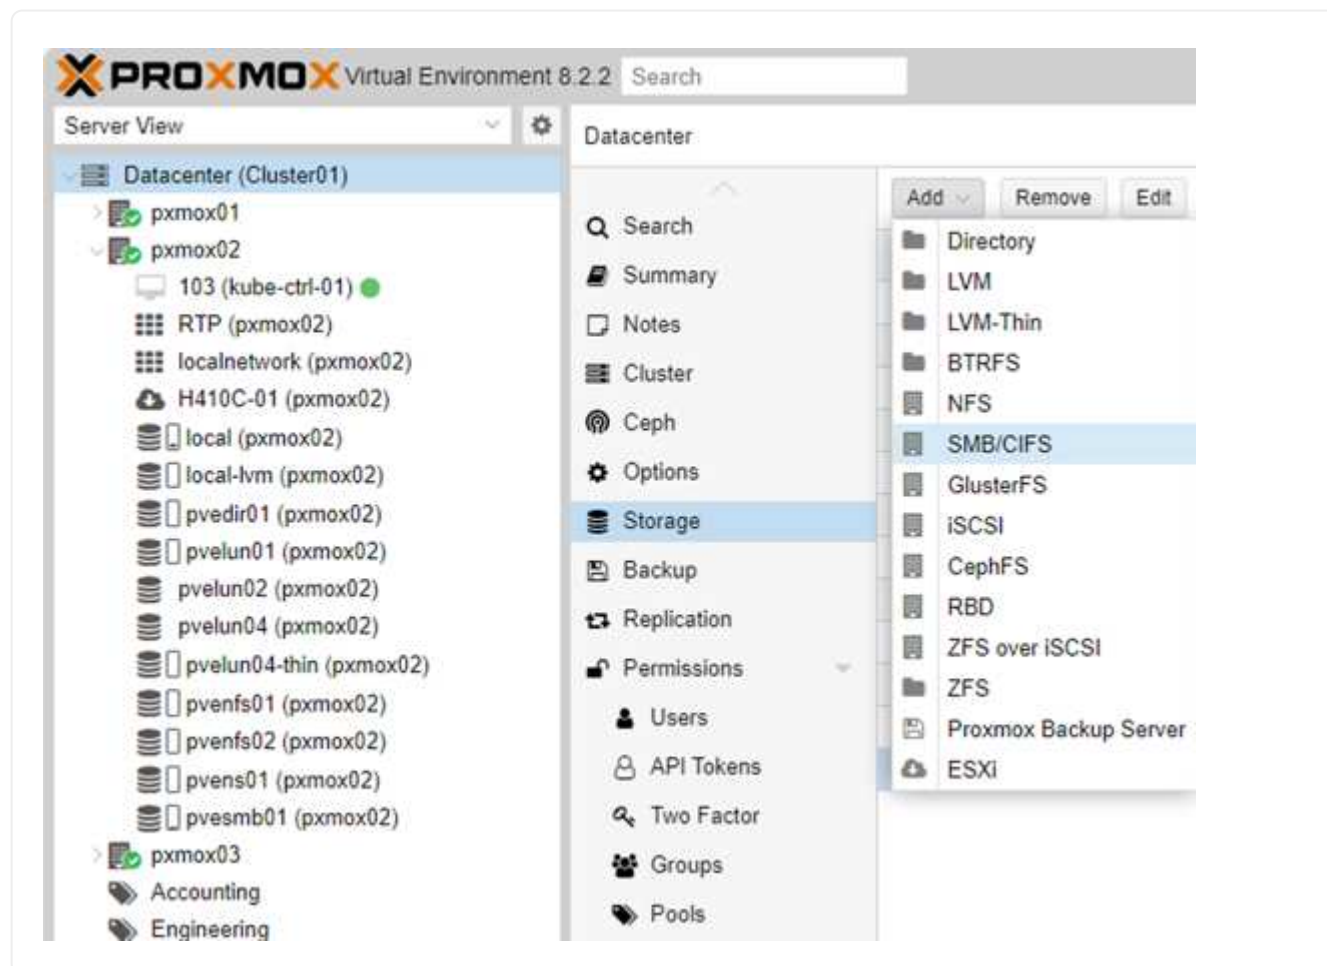 PROXMOX Virtual Environment 8.2.2 Search
Server View
Datacenter (Cluster01)
pxmox01
pxmox02
103 (kube-ctrl-01)
RTP (pxmox02)
localnetwork (pxmox02)
H410C-01 (pxmox02)
local (pxmox02)
local-lvm (pxmox02)
pvedir01 (pxmox02)
pvelun01 (pxmox02)
pvelun02 (pxmox02)
pvelun04 (pxmox02)
pvelun04-thin (pxmox02)
pvenfs01 (pxmox02)
pvenfs02 (pxmox02)
pvens01 (pxmox02)
pvesmb01 (pxmox02)
pxmox03
Accounting
Engineering
Datacenter
Search
Summary
Notes
Cluster
Ceph
Options
Storage
Backup
Replication
Permissions
Users
API Tokens
Two Factor
Groups
Pools
Add Remove Edit
Directory
LVM
LVM-Thin
BTRFS
NFS
SMB/CIFS
GlusterFS
iSCSI
CephFS
RBD
ZFS over iSCSI
ZFS
Proxmox Backup Server
ESXi